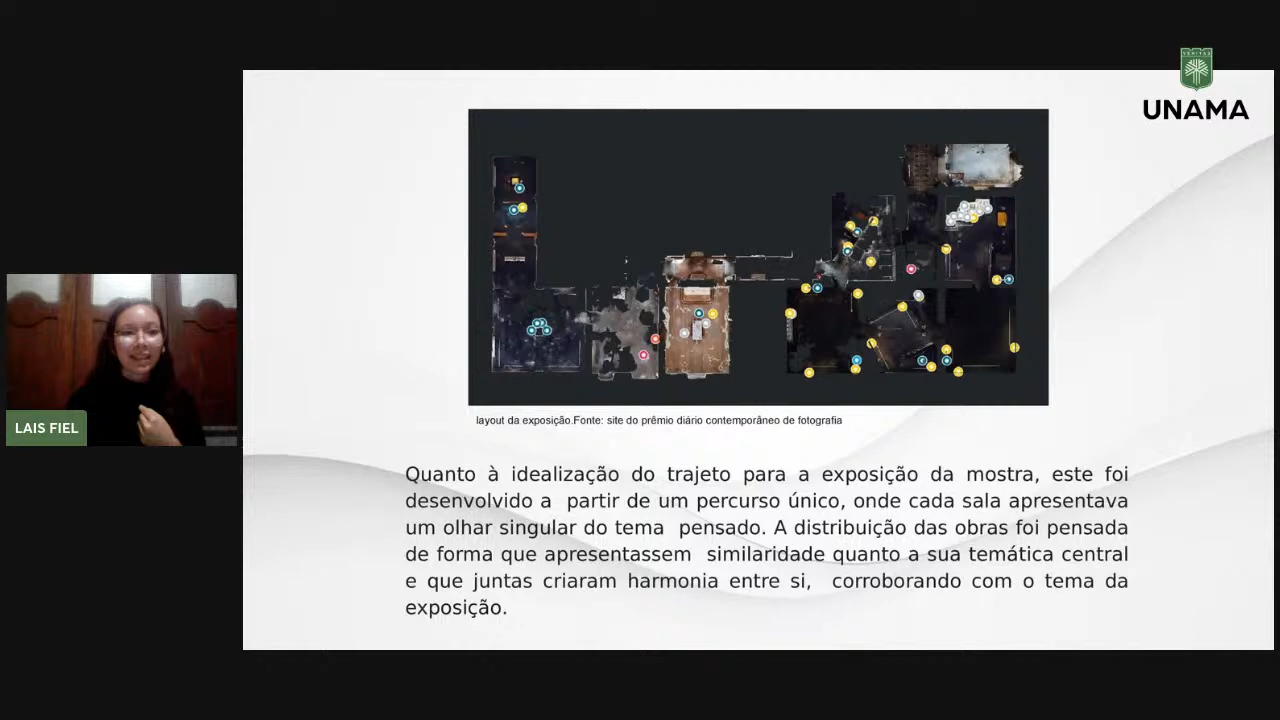 VERITAS
UNAMA
layout da exposição.Fonte: site do prêmio diário contemporâneo de fotografia
LAIS FIEL
Quanto à idealização do trajeto para a exposição da mostra, este foi
desenvolvido a partir de um percurso único, onde cada sala apresentava
um olhar singular do tema pensado. A distribuição das obras foi pensada
de forma que apresentassem similaridade quanto a sua temática central
e que juntas criaram harmonia entre si, corroborando com o tema da
exposição.